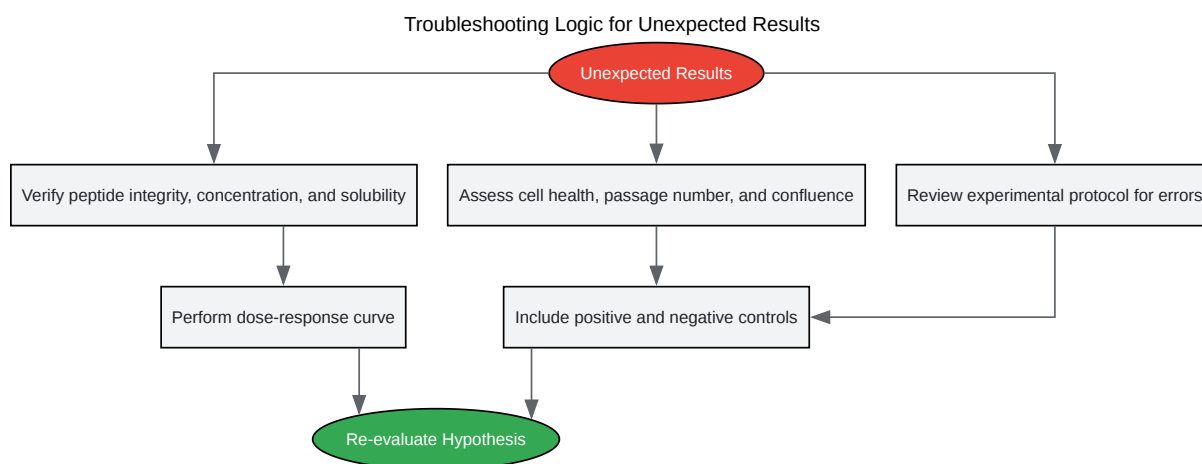 Troubleshooting Logic for Unexpected Results
Unexpected Results
Verify peptide integrity, concentration, and solubility
Assess cell health, passage number, and confluence
Review experimental protocol for errors
Perform dose-response curve
Include positive and negative controls
Re-evaluate Hypothesis